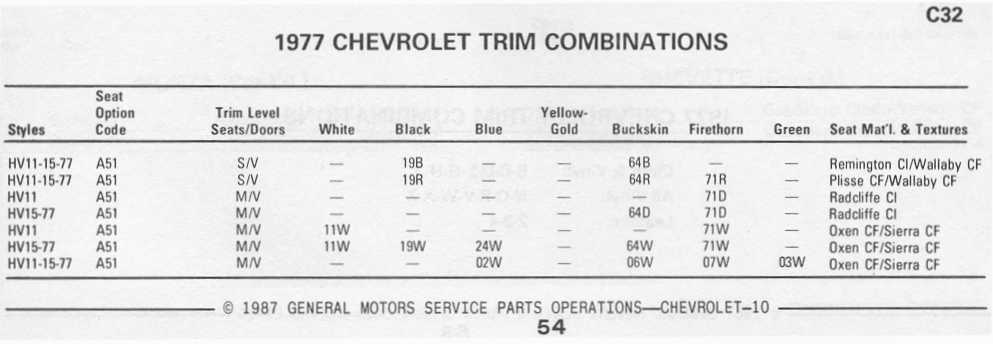 C32
1977 CHEVROLET TRIM COMBINATIONS
Seat
Option Trim Level Yellow-
Styles Code Seats/Doors White Black Blue Gold Buckskin Firethorn Green Seat Mat'l. & Textures
HV11-15-77 A51 S/V — 19B — — 64B — — Remington Cl/Wallaby CF
HV11-15-77 A51 S/V — 19R — — 64R 71R — Plisse CF/Wallaby CF
HV11 A51 M/V — — — — — 71D — Radcliffe Cl
HV15-77 A51 M/V — — — — 64D 71D — Radcliffe Cl
HV11 A51 M/V 11W — — — — 71W — Oxen CF/Sierra CF
HV15-77 A51 M/V 11W 19W 24W — 64W 71W — Oxen CF/Sierra CF
HV11-15-77 A51 M/V — — 02W — 06W 07W 03W Oxen CF/Sierra CF
© 1987 GENERAL MOTORS SERVICE PARTS OPERATIONS—CHEVROLET–10
54